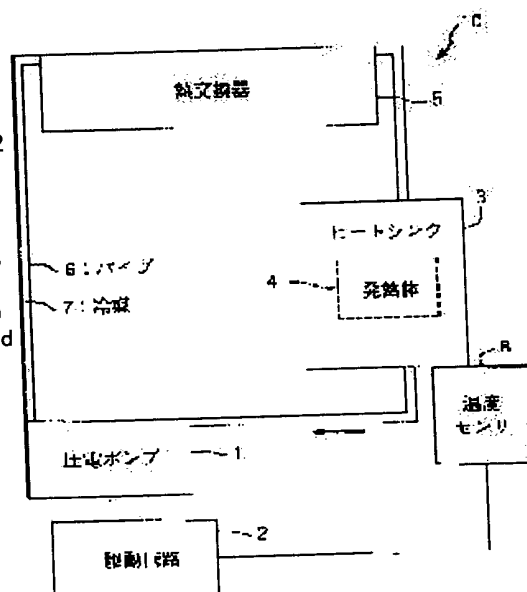 C
熱交換器
5
2
3
ヒートシンク
6:パイプ
4
発熱体
7:冷媒
d
8
温度
センサ
圧電ポンプ
1
2
駆動回路